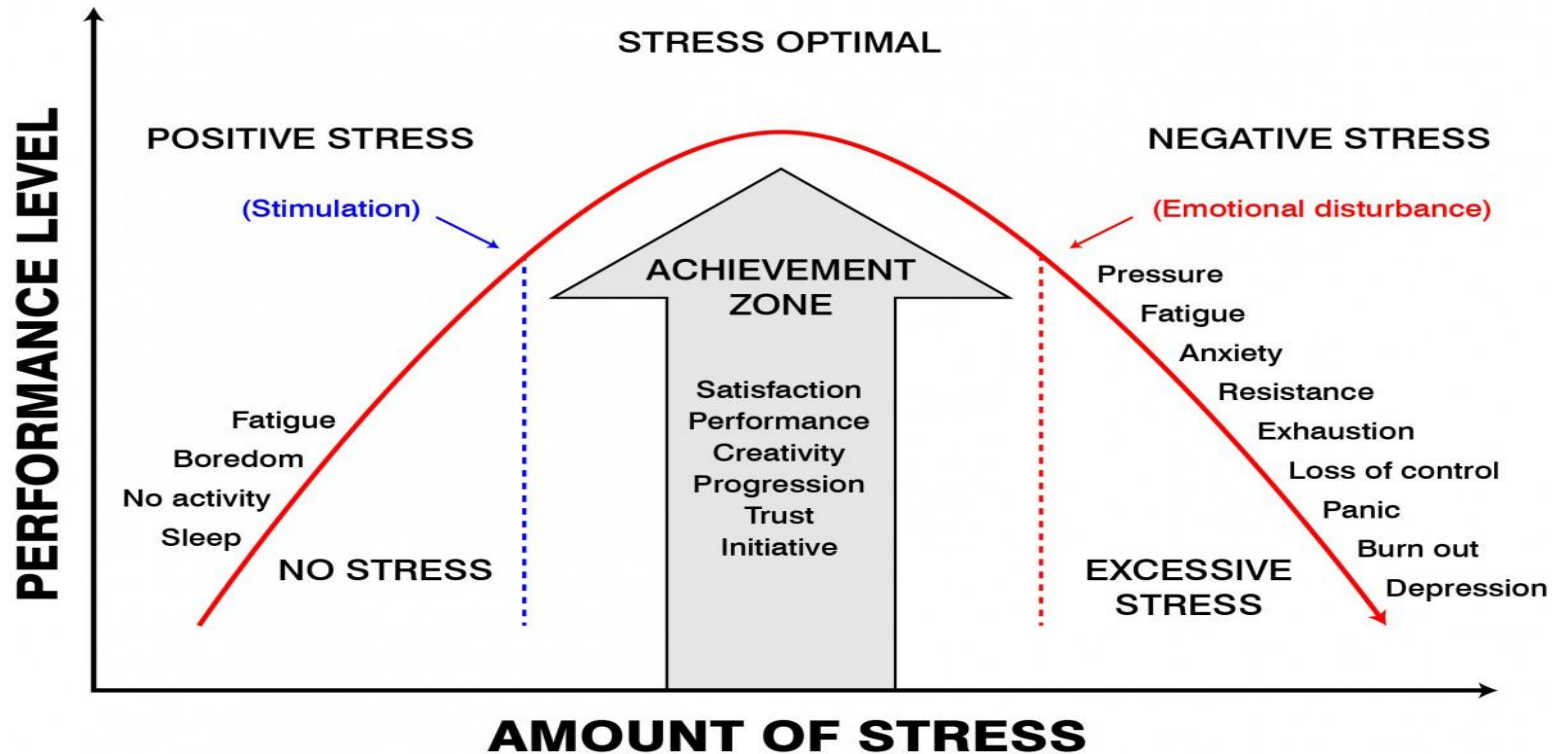 STRESS OPTIMAL
POSITIVE STRESS
NEGATIVE STRESS
(Stimulation)
(Emotional disturbance)
PERFORMANCE LEVEL
ACHIEVEMENT
ZONE
Satisfaction
Performance
Creativity
Progression
Trust
Initiative
Fatigue
Boredom
No activity
Sleep
NO STRESS
Pressure
Fatigue
Anxiety
Resistance
Exhaustion
Loss of control
Panic
Burn out
Depression
EXCESSIVE
STRESS
AMOUNT OF STRESS